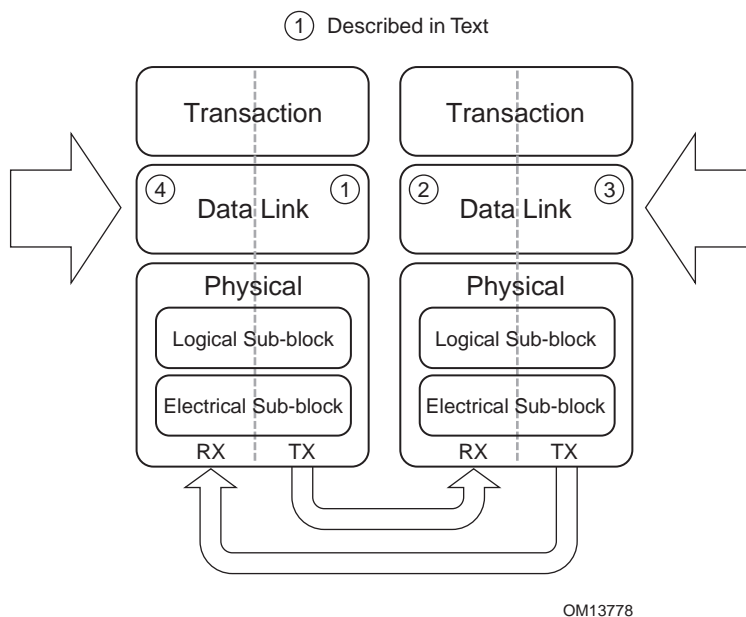 ① Described in Text
Transaction Transaction
④ ① ② ③
Data Link Data Link
Physical Physical
Logical Sub-block Logical Sub-block
Electrical Sub-block Electrical Sub-block
RX TX RX TX
OM13778